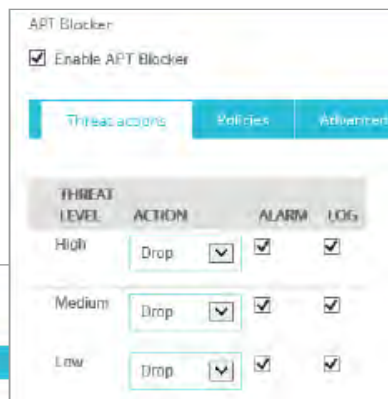 APT Blocker
Enable APT Blocker
Threat actions Policies Advanced
THREAT
LEVEL ACTION ALARM LOG
High Drop
Medium Drop
Low Drop